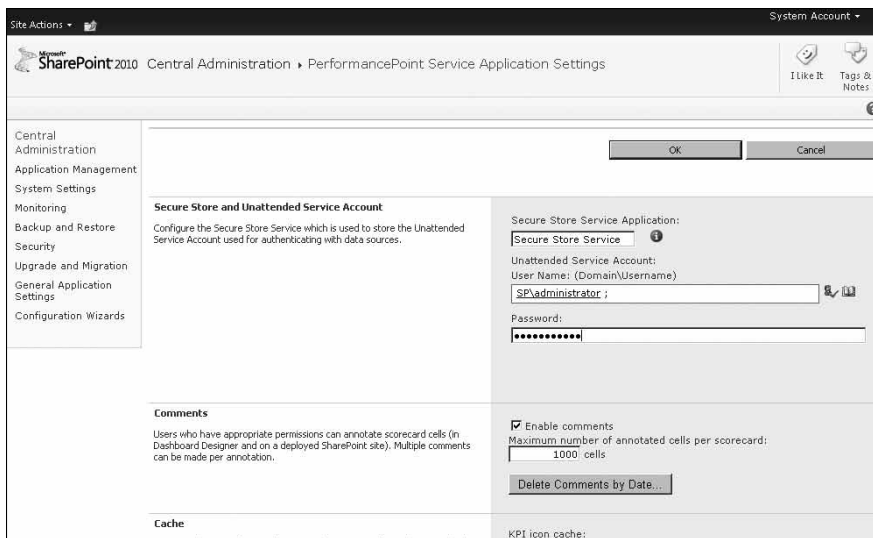 System Account
Site Actions
Microsoft
SharePoint 2010
Central Administration ▸ PerformancePoint Service Application Settings
I Like It
Tags &
Notes
Central
Administration
Application Management
System Settings
Monitoring
Backup and Restore
Security
Upgrade and Migration
General Application
Settings
Configuration Wizards
OK
Cancel
Secure Store and Unattended Service Account
Configure the Secure Store Service which is used to store the Unattended
Service Account used for authenticating with data sources.
Secure Store Service Application:
Secure Store Service
Unattended Service Account:
User Name: (Domain\Username)
SP\administrator ;
Password:
•••••••••••
Comments
Users who have appropriate permissions can annotate scorecard cells (in
Dashboard Designer and on a deployed SharePoint site). Multiple comments
can be made per annotation.
Enable comments
Maximum number of annotated cells per scorecard:
1000 cells
Delete Comments by Date...
Cache
KPI icon cache: